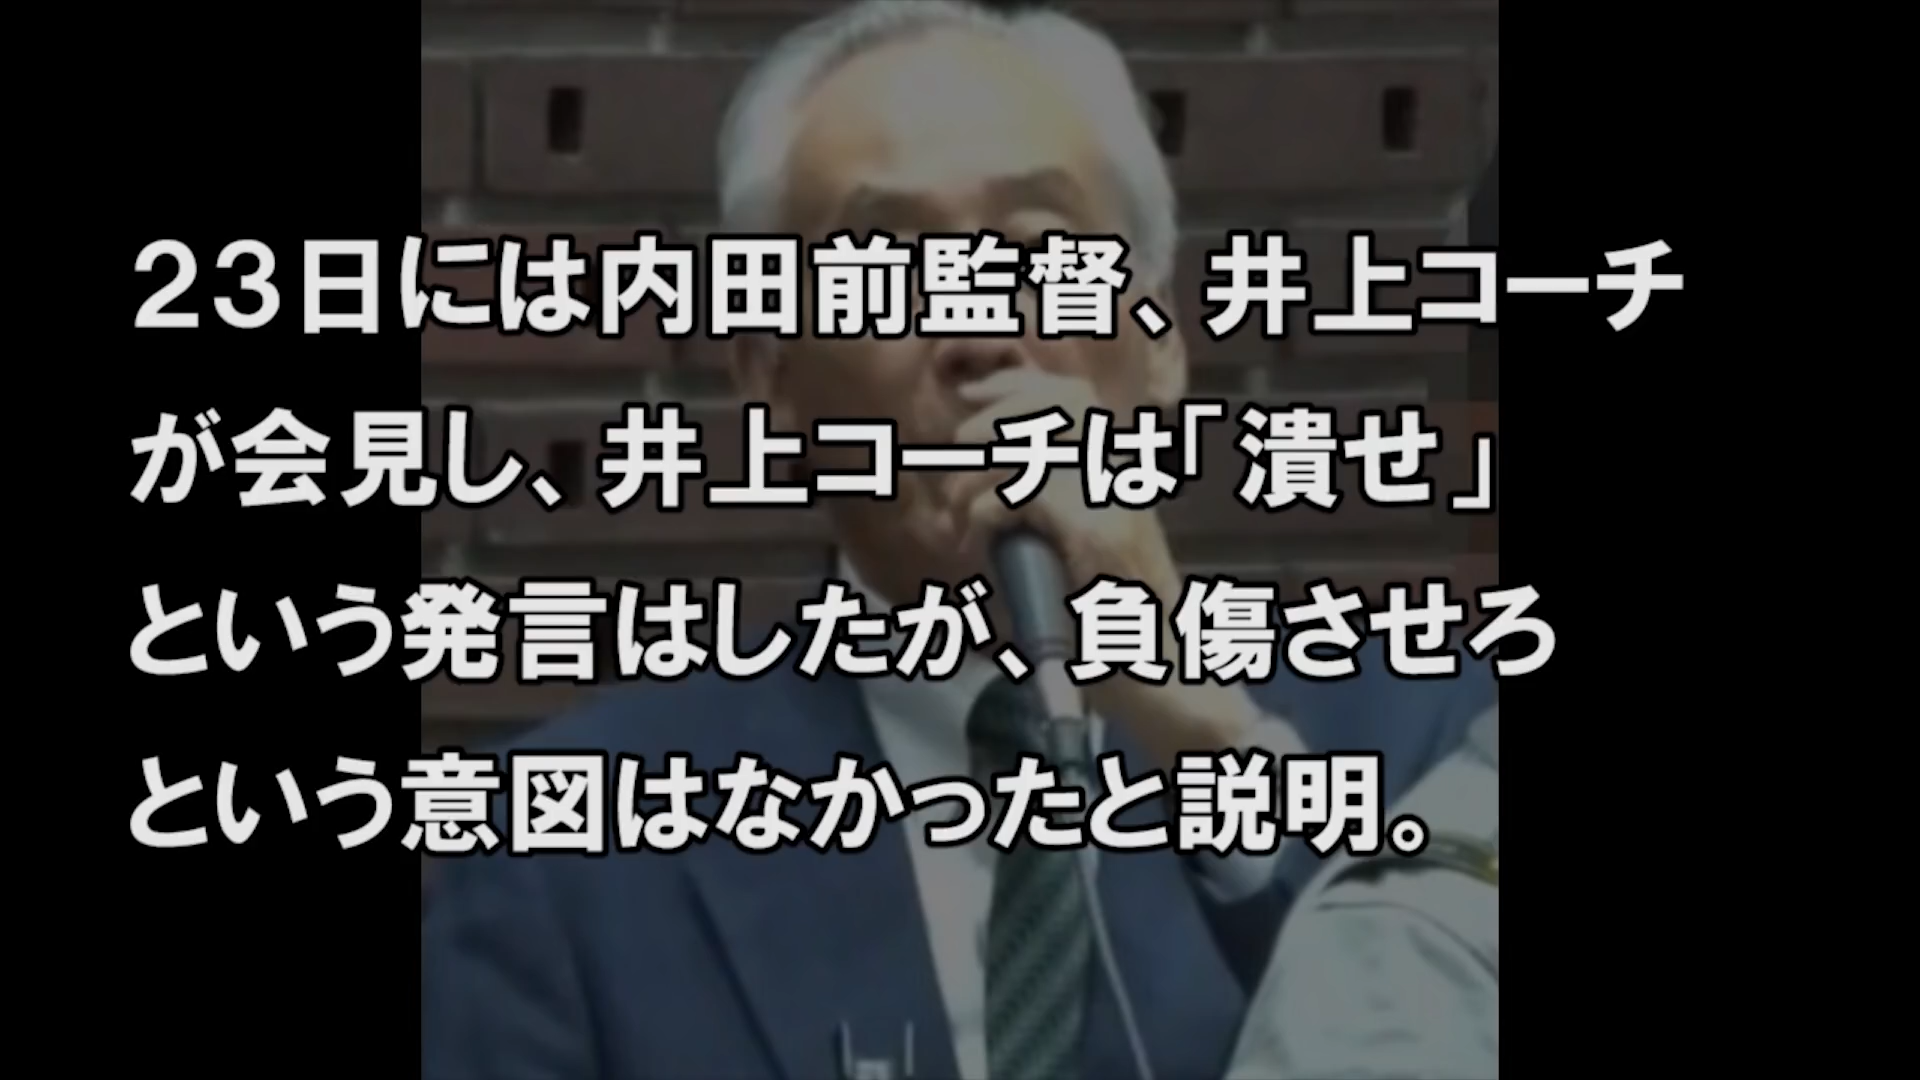 ２３日には内田前監督、井上コーチ
が会見し、井上コーチは「潰せ」
という発言はしたが、負傷させろ
という意図はなかったと説明。